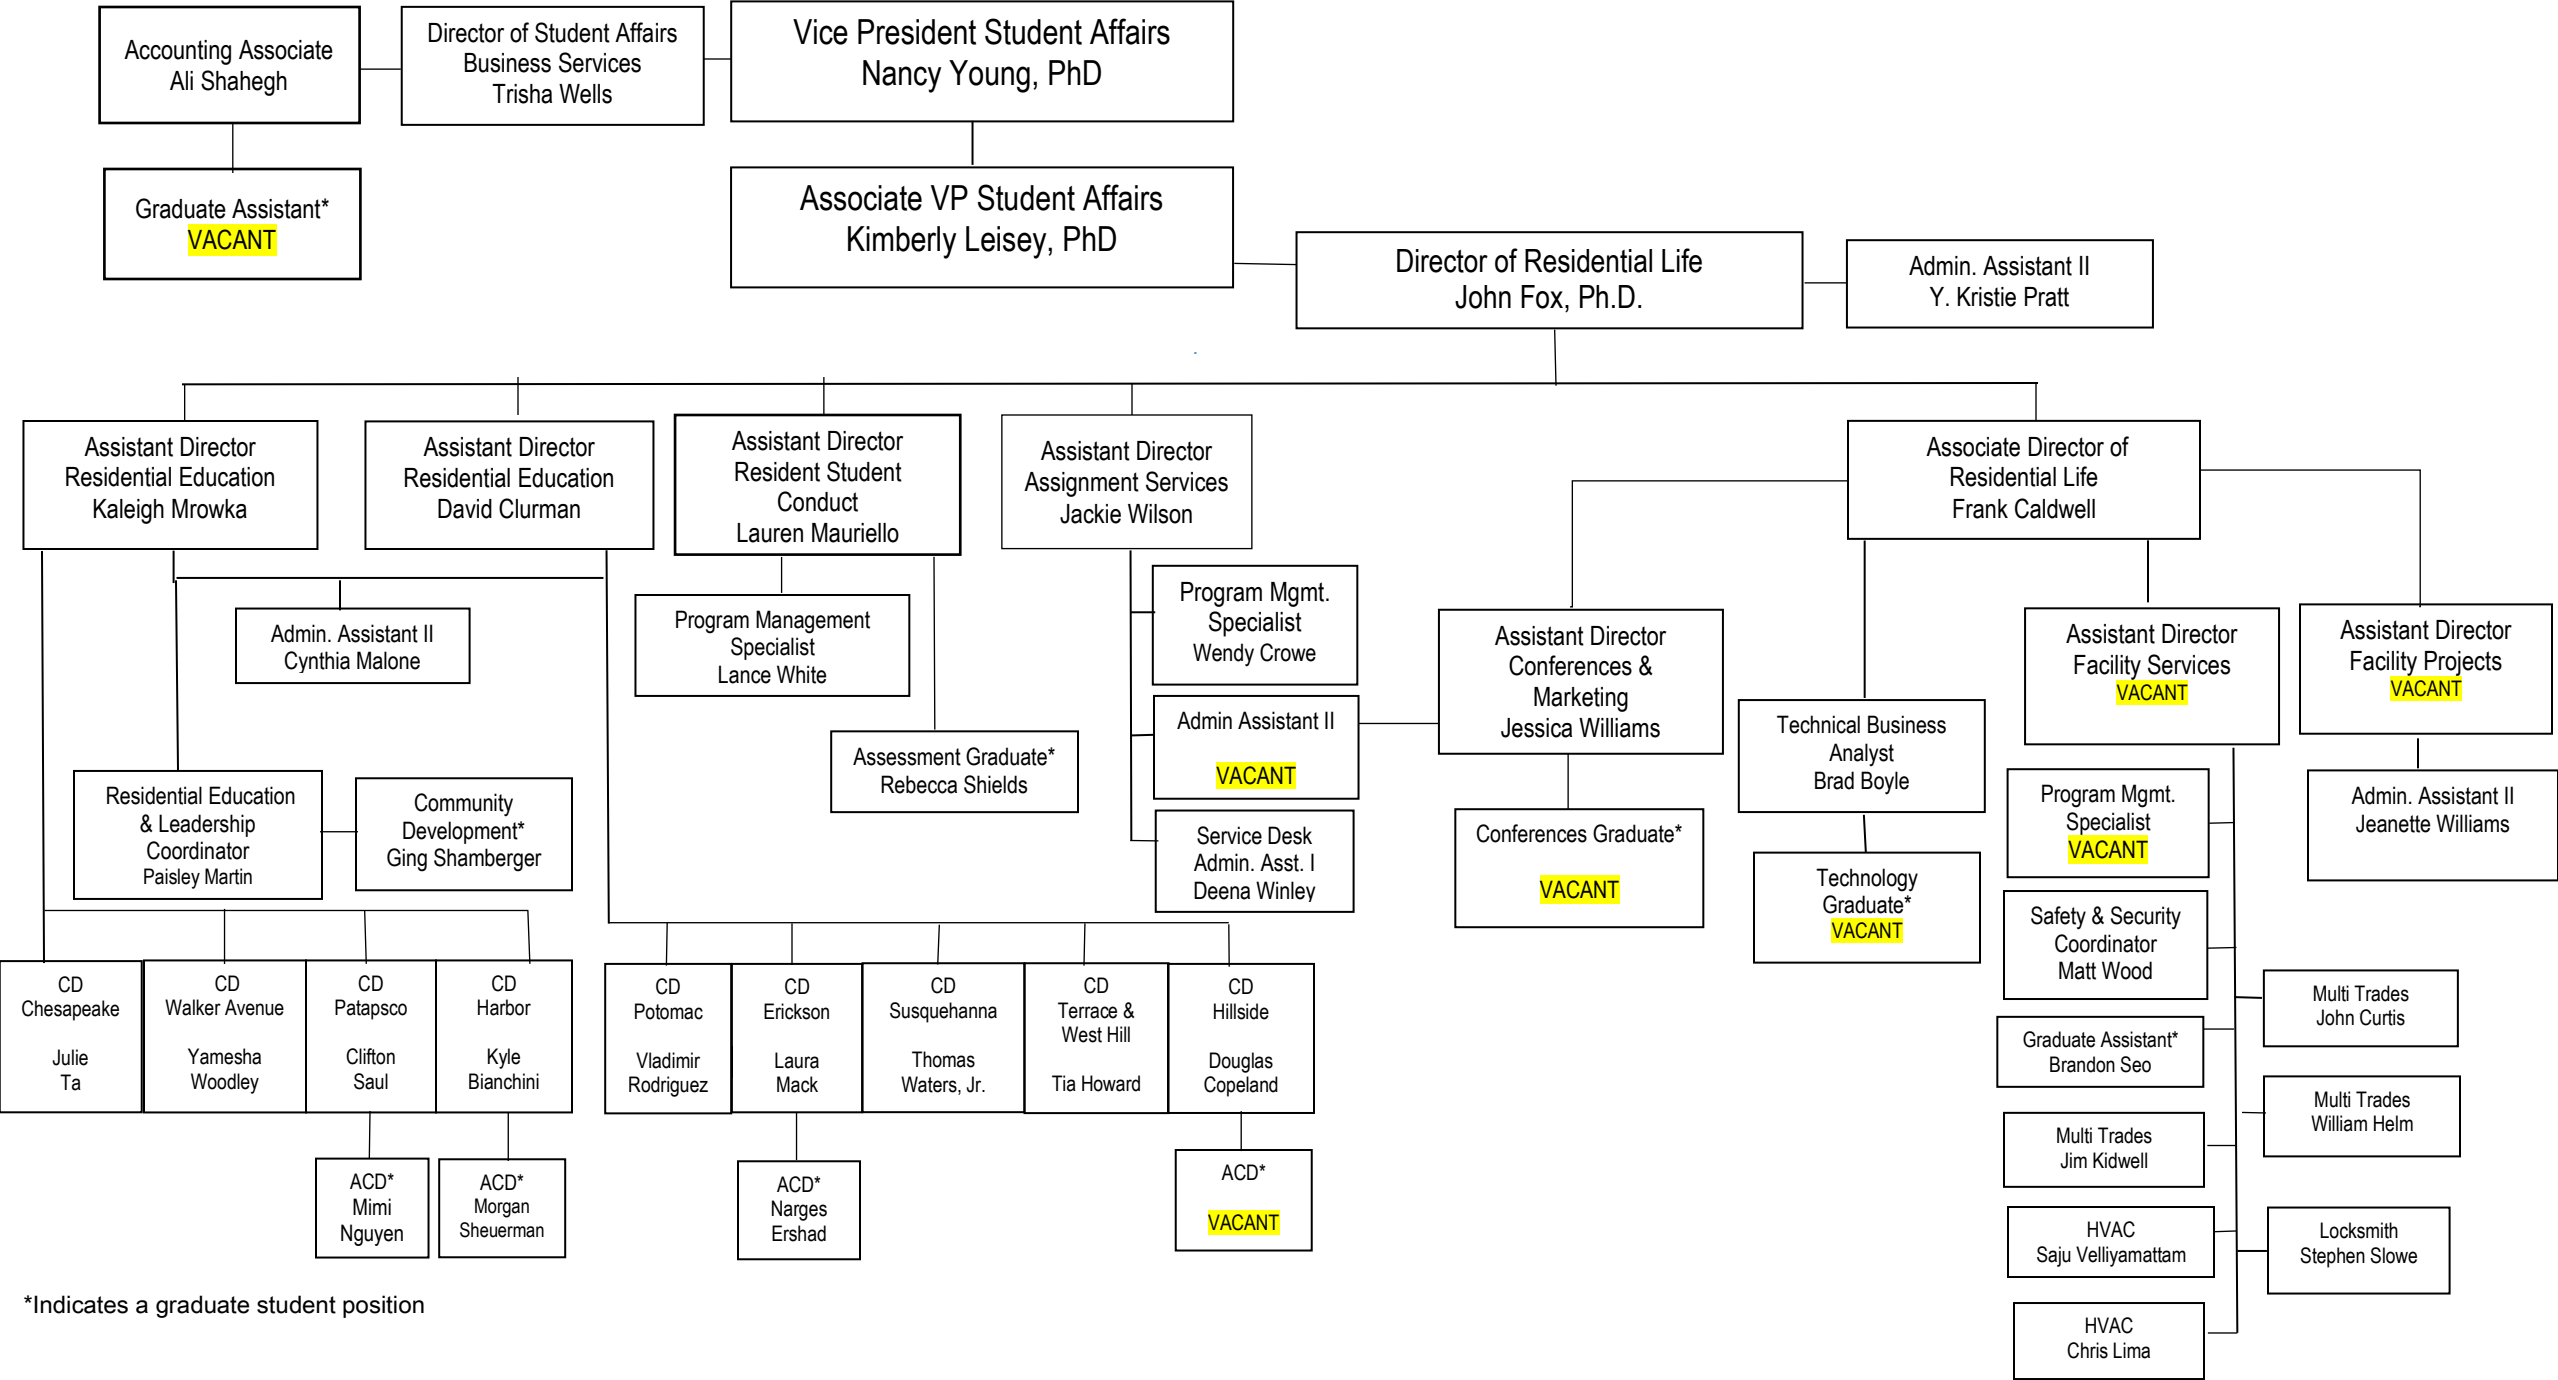 Accounting Associate
Ali Shahegh
Director of Student Affairs
Business Services
Trisha Wells
Vice President Student Affairs
Nancy Young, PhD
Graduate Assistant*
VACANT
Associate VP Student Affairs
Kimberly Leisey, PhD
Director of Residential Life
John Fox, Ph.D.
Admin. Assistant II
Y. Kristie Pratt
Assistant Director
Residential Education
Kaleigh Mrowka
Assistant Director
Residential Education
David Clurman
Assistant Director
Resident Student
Conduct
Lauren Mauriello
Assistant Director
Assignment Services
Jackie Wilson
Associate Director of
Residential Life
Frank Caldwell
Admin. Assistant II
Cynthia Malone
Program Management
Specialist
Lance White
Assessment Graduate*
Rebecca Shields
Program Mgmt.
Specialist
Wendy Crowe
Admin Assistant II
VACANT
Service Desk
Admin. Asst. I
Deena Winley
Assistant Director
Conferences &
Marketing
Jessica Williams
Conferences Graduate*
VACANT
Technical Business
Analyst
Brad Boyle
Technology
Graduate*
VACANT
Assistant Director
Facility Services
VACANT
Assistant Director
Facility Projects
VACANT
Admin. Assistant II
Jeanette Williams
Residential Education
& Leadership
Coordinator
Paisley Martin
Community
Development*
Ging Shamberger
CD
Chesapeake
Julie
Ta
CD
Walker Avenue
Yamesha
Woodley
CD
Patapsco
Clifton
Saul
CD
Harbor
Kyle
Bianchini
CD
Potomac
Vladimir
Rodriguez
CD
Erickson
Laura
Mack
CD
Susquehanna
Thomas
Waters, Jr.
CD
Terrace &
West Hill
Tia Howard
CD
Hillside
Douglas
Copeland
ACD*
Mimi
Nguyen
ACD*
Morgan
Sheuerman
ACD*
Narges
Ershad
ACD*
VACANT
Program Mgmt.
Specialist
VACANT
Safety & Security
Coordinator
Matt Wood
Graduate Assistant*
Brandon Seo
Multi Trades
Jim Kidwell
HVAC
Saju Velliyamattam
HVAC
Chris Lima
Multi Trades
John Curtis
Multi Trades
William Helm
Locksmith
Stephen Slowe
*Indicates a graduate student position